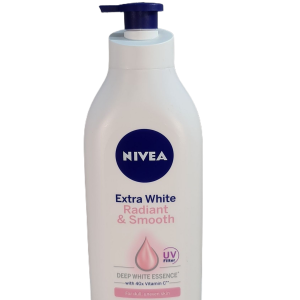 NIVEA
Extra White
Radiant
& Smooth
UV
Filter
DEEP WHITE ESSENCE
with 40x Vitamin C**